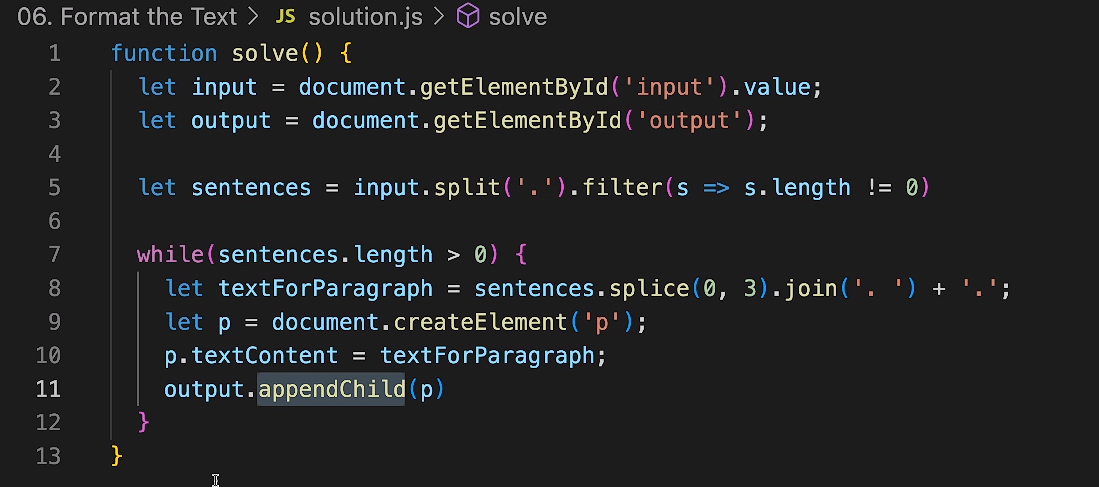 06. Format the Text > JS solution.js > solve
1 function solve() {
2 let input = document.getElementById('input').value;
3 let output = document.getElementById('output');
4
5 let sentences = input.split('.').filter(s => s.length != 0)
6
7 while(sentences.length > 0) {
8 let textForParagraph = sentences.splice(0, 3).join('. ') + '.';
9 let p = document.createElement('p');
10 p.textContent = textForParagraph;
11 output.appendChild(p)
12 }
13 }